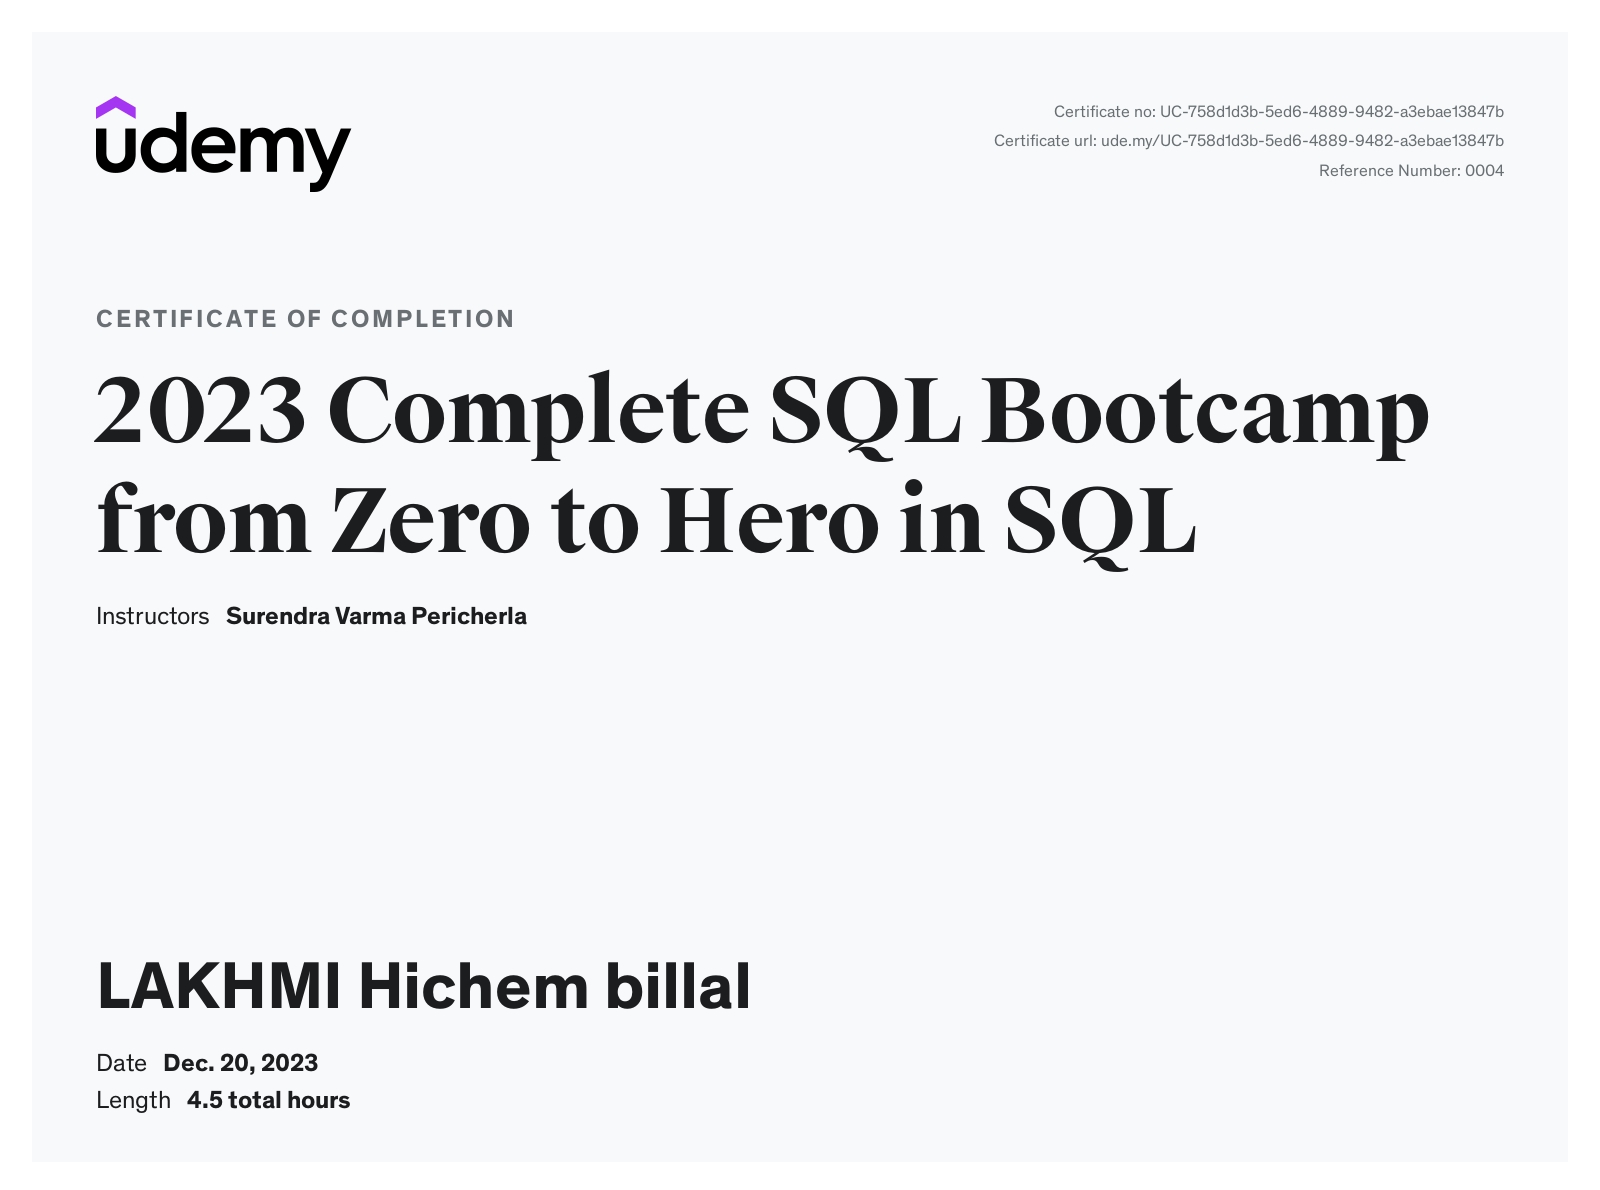 udemy
Certificate no: UC-758d1d3b-5ed6-4889-9482-a3ebae13847b
Certificate url: ude.my/UC-758d1d3b-5ed6-4889-9482-a3ebae13847b
Reference Number: 0004
CERTIFICATE OF COMPLETION
2023 Complete SQL Bootcamp
from Zero to Hero in SQL
Instructors Surendra Varma Pericherla
LAKHMI Hichem billal
Date Dec. 20, 2023
Length 4.5 total hours